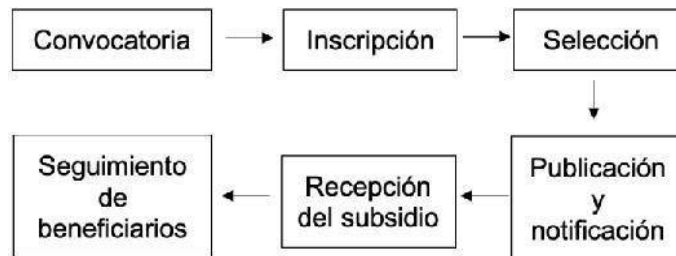 Convocatoria
Inscripción
Selección
Publicación
y
notificación
Recepción
del subsidio
Seguimiento
de
beneficiarios